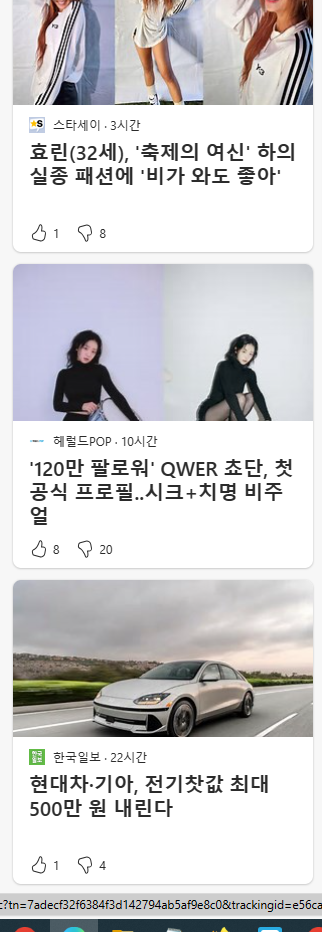 스타세이 · 3시간
효린(32세), '축제의 여신' 하의
실종 패션에 '비가 와도 좋아'
1 8
헤럴드POP · 10시간
'120만 팔로워' QWER 쵸단, 첫
공식 프로필..시크+치명 비주
얼
8 20
한국일보 · 22시간
현대차·기아, 전기찻값 최대
500만 원 내린다
1 4
c?tn=7adecf32f6384f3d142794ab5af9e8c0&trackingid=e56ca